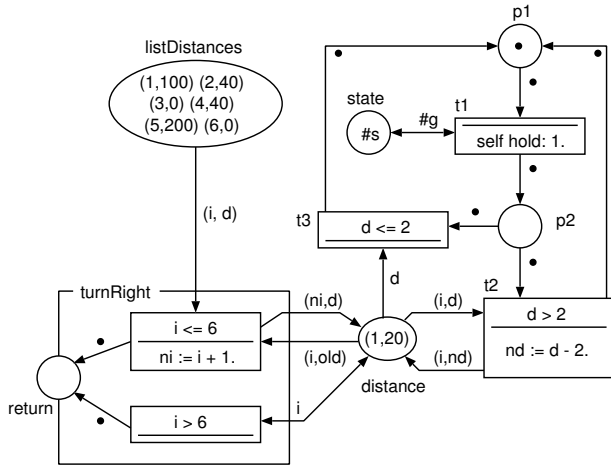 p1
listDistances
(1,100) (2,40)
(3,0) (4,40)
(5,200) (6,0)
state
#s
#g
t1
self hold: 1.
(i, d)
t3
d <= 2
p2
d
t2
turnRight
i <= 6
ni := i + 1.
(ni,d)
(i,old)
(1,20)
distance
(i,d)
(i,nd)
d > 2
nd := d - 2.
return
i > 6
i